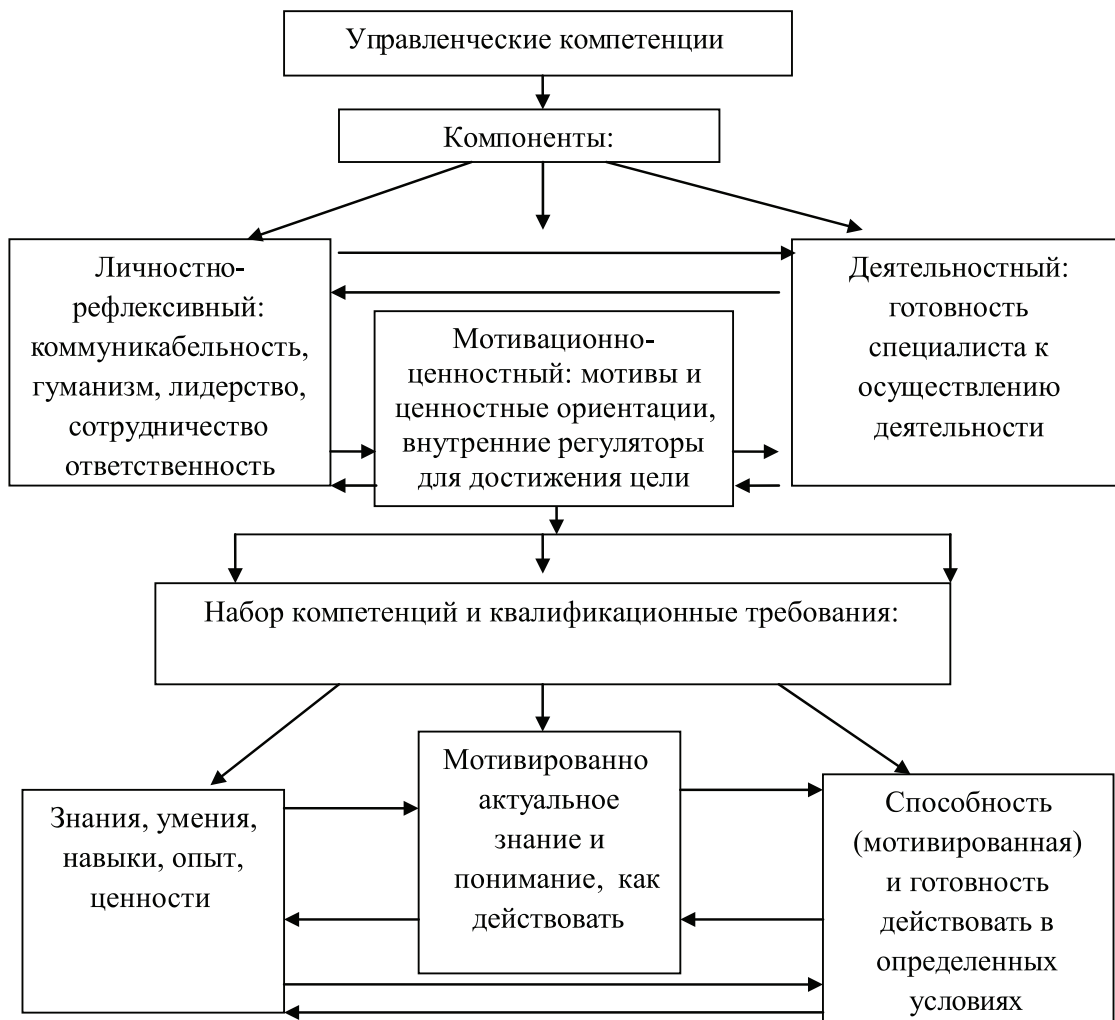 Управленческие компетенции
Компоненты:
Личностно-
рефлексивный:
коммуникабельность,
гуманизм, лидерство,
сотрудничество
ответственность
Мотивационно-
ценностный: мотивы и
ценностные ориентации,
внутренние регуляторы
для достижения цели
Деятельностный:
готовность
специалиста к
осуществлению
деятельности
Набор компетенций и квалификационные требования:
Знания, умения,
навыки, опыт,
ценности
Мотивированно
актуальное
знание и
понимание, как
действовать
Способность
(мотивированная)
и готовность
действовать в
определенных
условиях